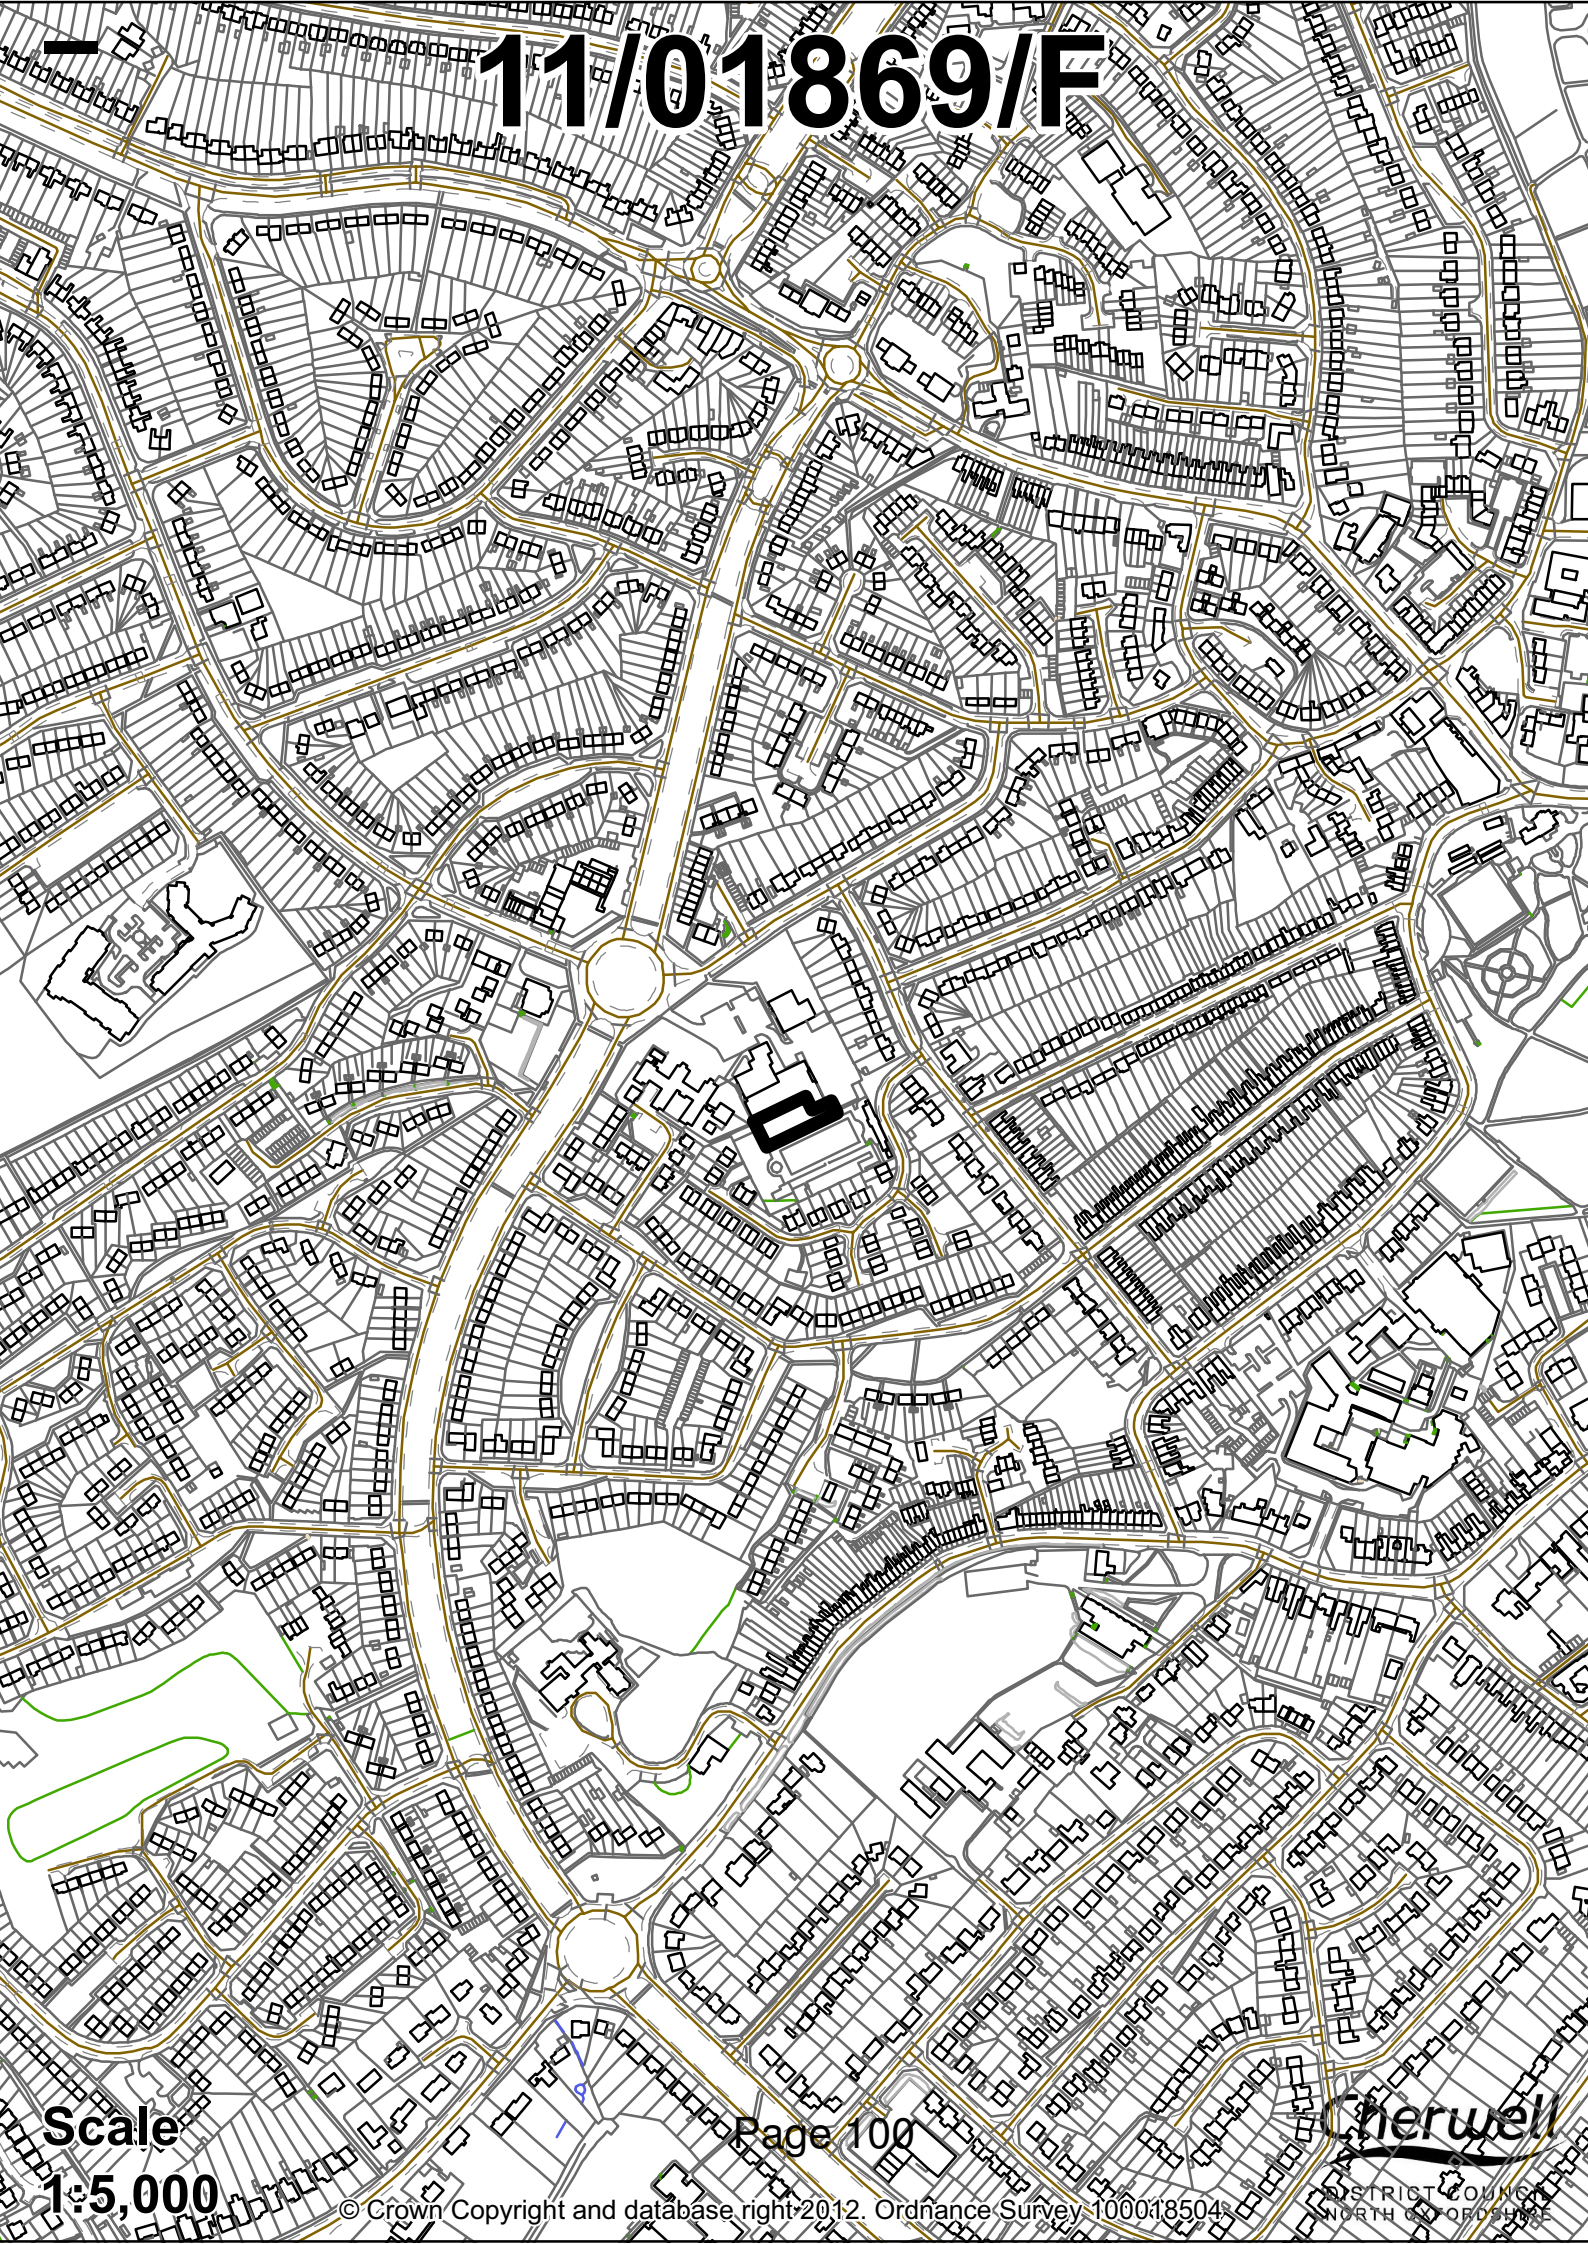 11/01869/F
Scale
1:5,000
Page 100
© Crown Copyright and database right 2012. Ordnance Survey 100018504
Cherwell
DISTRICT COUNCIL
NORTH OXFORDSHIRE